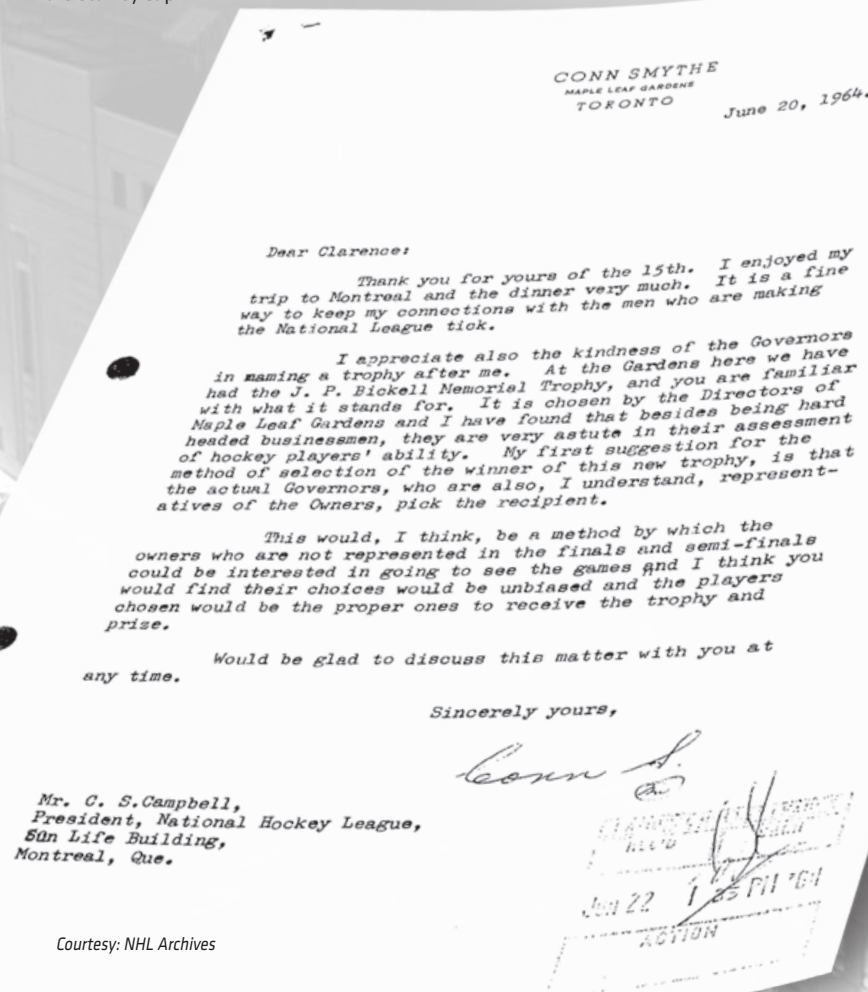 CONN SMYTHE
MAPLE LEAF GARDENS
TORONTO
June 20, 1964.
Dear Clarence:
Thank you for yours of the 15th. I enjoyed my
trip to Montreal and the dinner very much. It is a fine
way to keep my connections with the men who are making
the National League tick.
I appreciate also the kindness of the Governors
in naming a trophy after me. At the Gardens here we have
had the J. P. Bickell Memorial Trophy, and you are familiar
with what it stands for. It is chosen by the Directors of
Maple Leaf Gardens and I have found that besides being hard
headed businessmen, they are very astute in their assessment
of hockey players' ability. My first suggestion for the
method of selection of the winner of this new trophy, is that
the actual Governors, who are also, I understand, represent-
atives of the Owners, pick the recipient.
This would, I think, be a method by which the
owners who are not represented in the finals and semi-finals
could be interested in going to see the games and I think you
would find their choices would be unbiased and the players
chosen would be the proper ones to receive the trophy and
prize.
Would be glad to discuss this matter with you at
any time.
Sincerely yours,
Conn S.
Mr. C. S.Campbell,
President, National Hockey League,
Sun Life Building,
Montreal, Que.
REC'D
Jun 22 1 25 PM '64
ACTION
Courtesy: NHL Archives